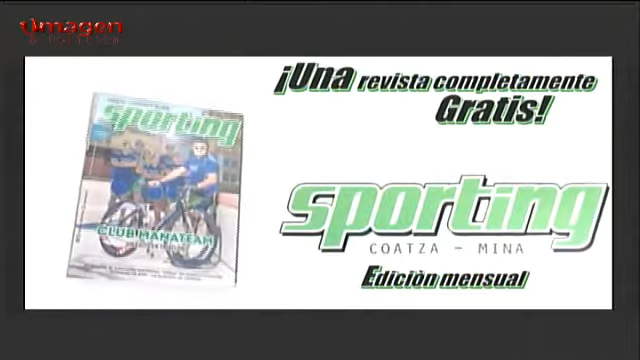 Imagen
¡Una revista completamente
Gratis!
sporting
CLUB MANATEAM
sporting
COATZA - MINA
Edición mensual